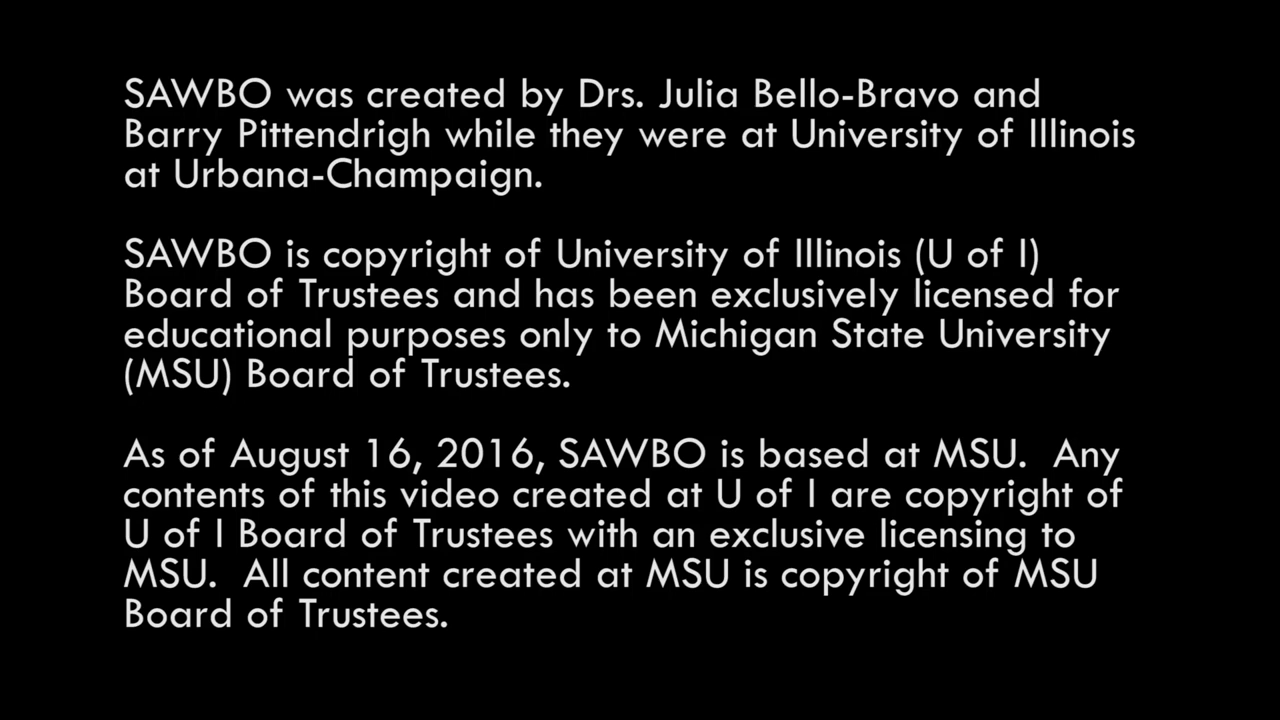 SAWBO was created by Drs. Julia Bello-Bravo and
Barry Pittendrigh while they were at University of Illinois
at Urbana-Champaign.
SAWBO is copyright of University of Illinois (U of I)
Board of Trustees and has been exclusively licensed for
educational purposes only to Michigan State University
(MSU) Board of Trustees.
As of August 16, 2016, SAWBO is based at MSU.  Any
contents of this video created at U of I are copyright of
U of I Board of Trustees with an exclusive licensing to
MSU.  All content created at MSU is copyright of MSU
Board of Trustees.